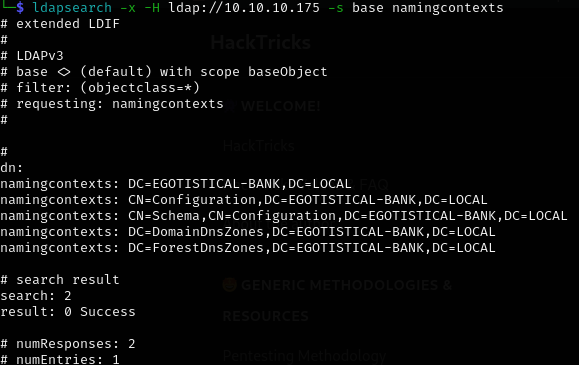 └─$ ldapsearch -x -H ldap://10.10.10.175 -s base namingcontexts
# extended LDIF
#
# LDAPv3
# base <> (default) with scope baseObject
# filter: (objectclass=*)
# requesting: namingcontexts
#

#
dn:
namingcontexts: DC=EGOTISTICAL-BANK,DC=LOCAL
namingcontexts: CN=Configuration,DC=EGOTISTICAL-BANK,DC=LOCAL
namingcontexts: CN=Schema,CN=Configuration,DC=EGOTISTICAL-BANK,DC=LOCAL
namingcontexts: DC=DomainDnsZones,DC=EGOTISTICAL-BANK,DC=LOCAL
namingcontexts: DC=ForestDnsZones,DC=EGOTISTICAL-BANK,DC=LOCAL

# search result
search: 2
result: 0 Success

# numResponses: 2
# numEntries: 1
HackTricks
WELCOME!
HackTricks
FAQ
GENERIC METHODOLOGIES &
RESOURCES
Pentesting Methodology